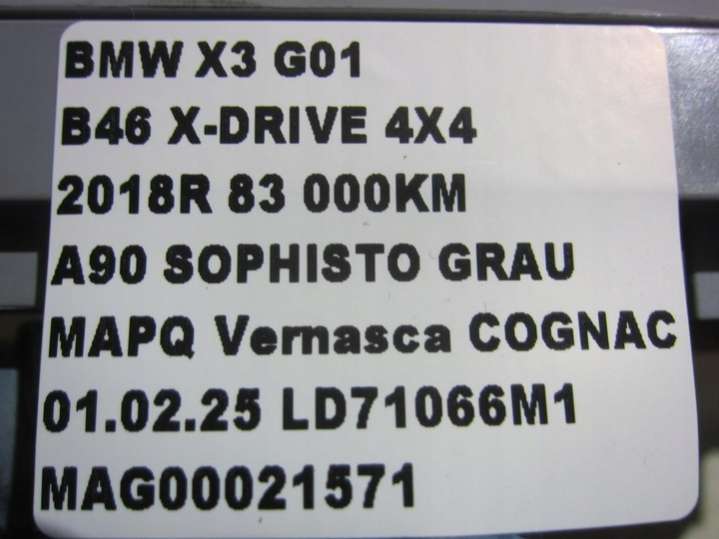 BMW X3 G01
B46 X-DRIVE 4X4
2018R 83 000KM
A90 SOPHISTO GRAU
MAPQ Vernasca COGNAC
01.02.25 LD71066M1
MAG00021571